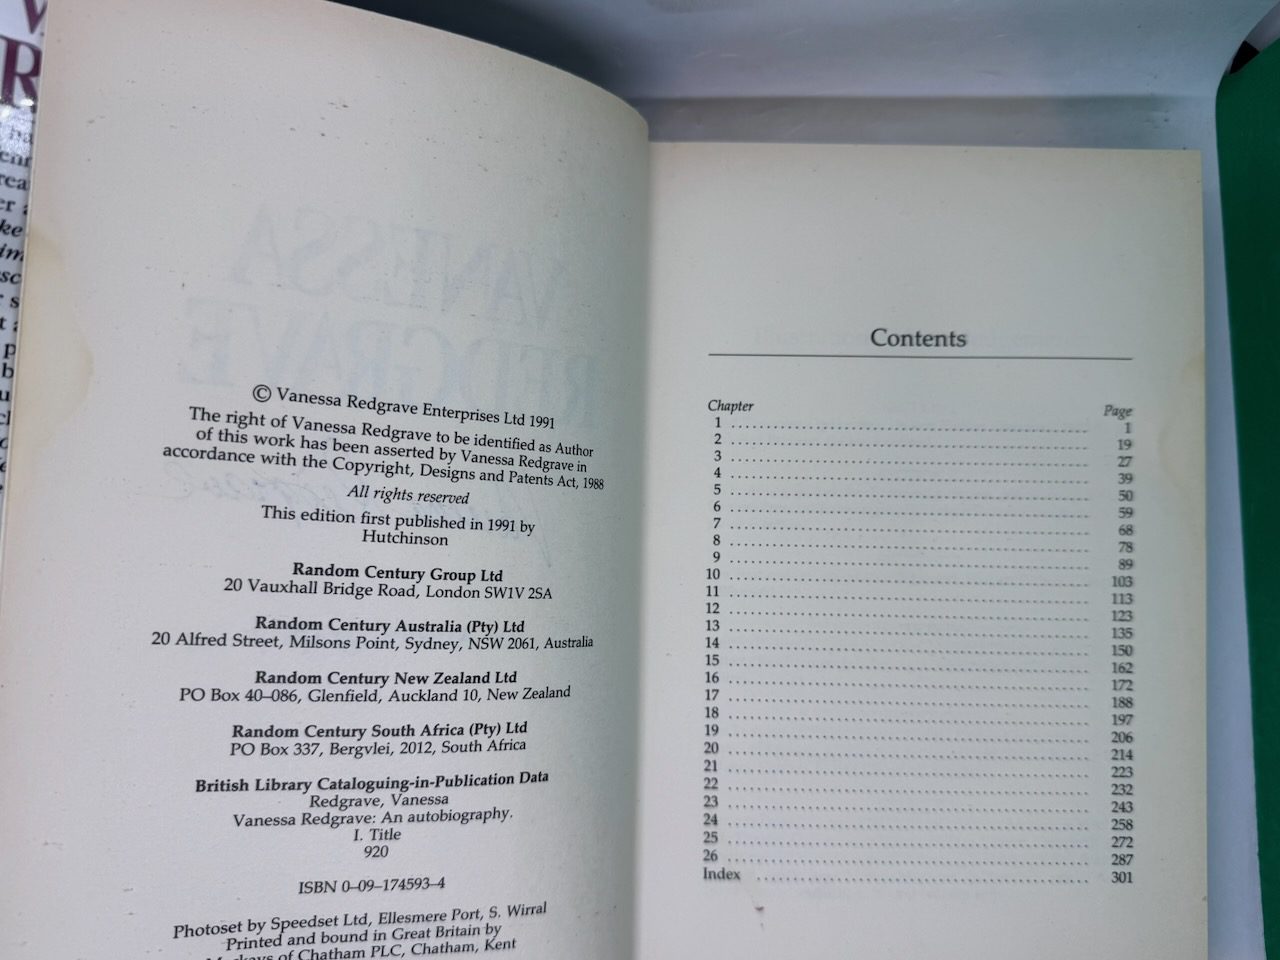 © Vanessa Redgrave Enterprises Ltd 1991
The right of Vanessa Redgrave to be identified as Author
of this work has been asserted by Vanessa Redgrave in
accordance with the Copyright, Designs and Patents Act, 1988
All rights reserved
This edition first published in 1991 by
Hutchinson
Random Century Group Ltd
20 Vauxhall Bridge Road, London SW1V 2SA
Random Century Australia (Pty) Ltd
20 Alfred Street, Milsons Point, Sydney, NSW 2061, Australia
Random Century New Zealand Ltd
PO Box 40–086, Glenfield, Auckland 10, New Zealand
Random Century South Africa (Pty) Ltd
PO Box 337, Bergvlei, 2012, South Africa
British Library Cataloguing-in-Publication Data
Redgrave, Vanessa
Vanessa Redgrave: An autobiography.
I. Title
920
ISBN 0–09–174593–4
Photoset by Speedset Ltd, Ellesmere Port, S. Wirral
Printed and bound in Great Britain by
of Chatham PLC, Chatham, Kent
Contents
Chapter Page
1 1
2 19
3 27
4 39
5 50
6 59
7 68
8 78
9 89
10 103
11 113
12 123
13 135
14 150
15 162
16 172
17 188
18 197
19 206
20 214
21 223
22 232
23 243
24 258
25 272
26 287
Index 301